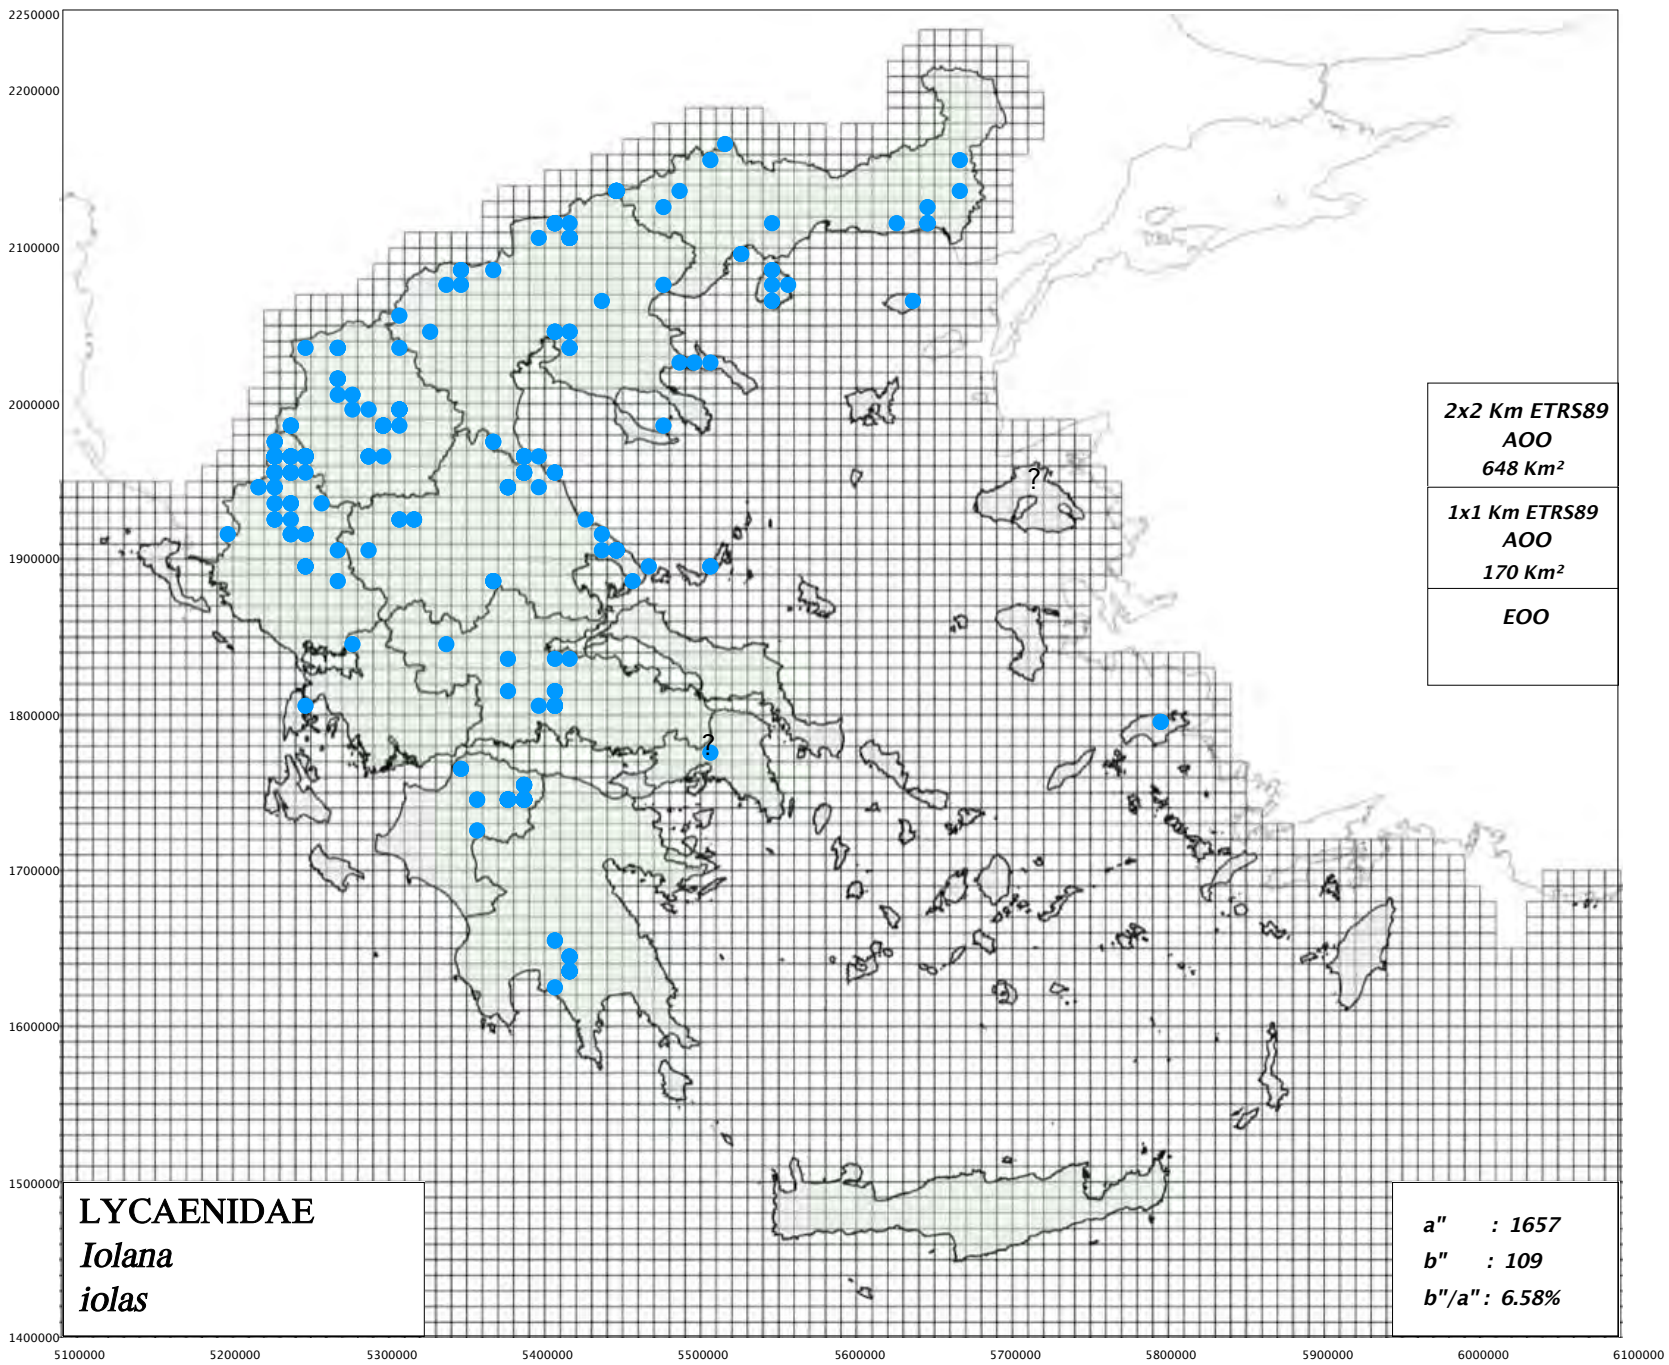 2250000
2200000
2100000
2000000
1900000
1800000
1700000
1600000
1500000
1400000
5100000 5200000 5300000 5400000 5500000 5600000 5700000 5800000 5900000 6000000 6100000
?
?
2x2 Km ETRS89
AOO
648 Km²
1x1 Km ETRS89
AOO
170 Km²
EOO
LYCAENIDAE
Iolana
iolas
a" : 1657
b" : 109
b"/a" : 6.58%